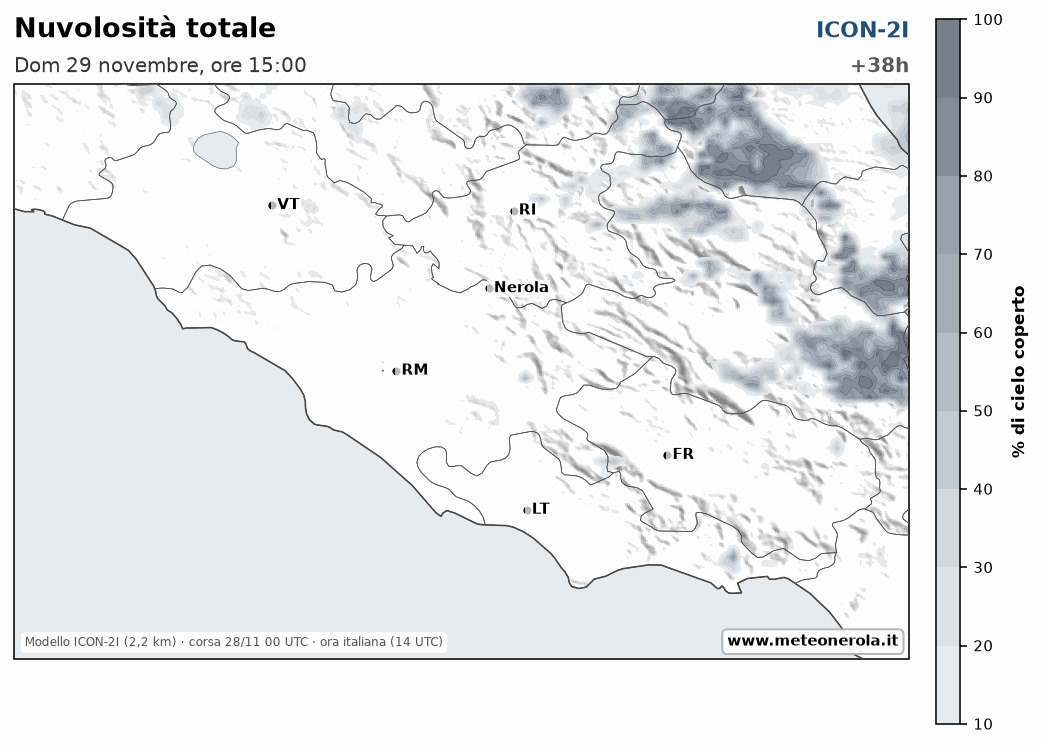 Nuvolosità totale
ICON-2I
Dom 29 novembre, ore 15:00
+38h
100
90
80
70
60
50
40
30
20
10
% di cielo coperto
VT
RI
Nerola
RM
FR
LT
Modello ICON-2I (2,2 km) · corsa 28/11 00 UTC · ora italiana (14 UTC)
www.meteonerola.it